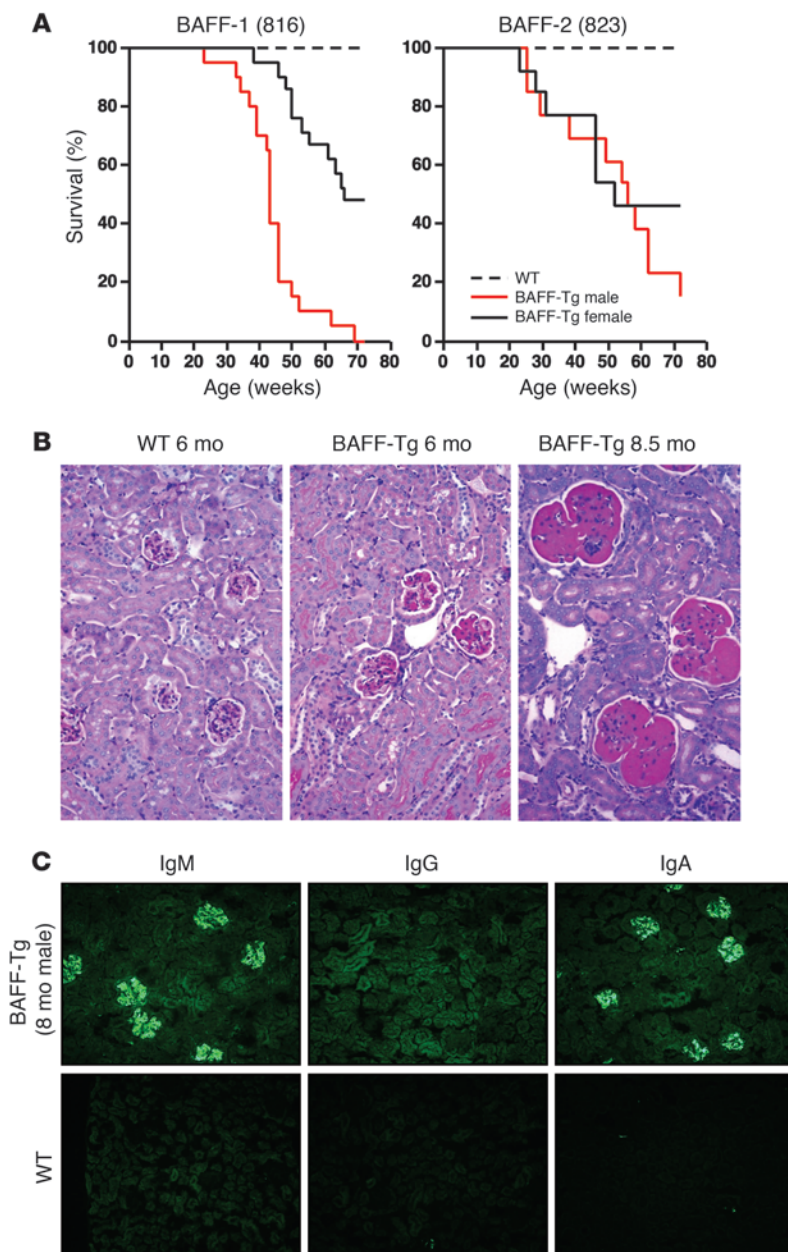 A
BAFF-1 (816)
BAFF-2 (823)
Survival (%)
100
80
60
40
20
0
0 10 20 30 40 50 60 70 80
Age (weeks)
100
80
60
40
20
0
0 10 20 30 40 50 60 70 80
Age (weeks)
WT
BAFF-Tg male
BAFF-Tg female
B
WT 6 mo
BAFF-Tg 6 mo
BAFF-Tg 8.5 mo
C
IgM
IgG
IgA
BAFF-Tg
(8 mo male)
WT